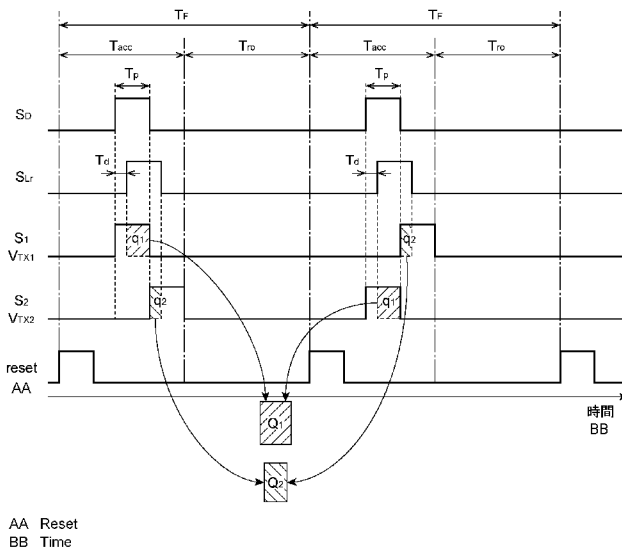 TF TF
Tacc Tro Tacc Tro
Tp Tp
SD
Td Td
SLr
S1 q1 q2
VTX1
S2 q2 q1
VTX2
reset
AA
時間
BB
Q1
Q2
AA Reset
BB Time